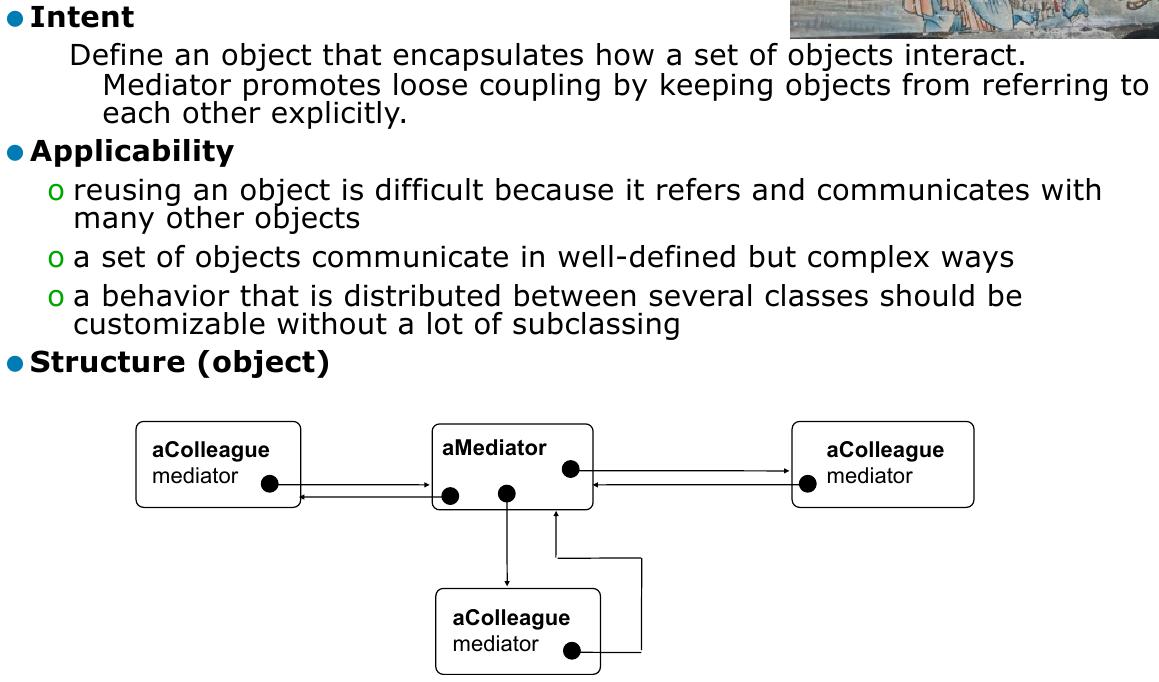 Intent
Define an object that encapsulates how a set of objects interact.
Mediator promotes loose coupling by keeping objects from referring to
each other explicitly.
Applicability
o reusing an object is difficult because it refers and communicates with
many other objects
o a set of objects communicate in well-defined but complex ways
o a behavior that is distributed between several classes should be
customizable without a lot of subclassing
Structure (object)
aColleague
mediator
aMediator
aColleague
mediator
aColleague
mediator